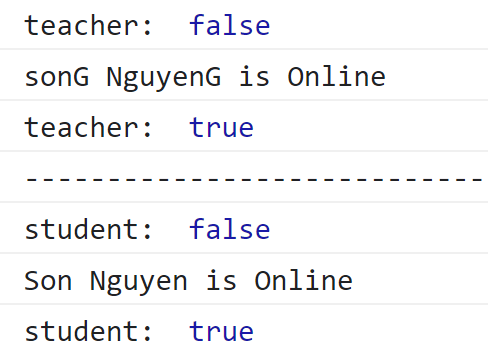 teacher:  false
sonG NguyenG is Online
teacher:  true
----------------------------
student:  false
Son Nguyen is Online
student:  true